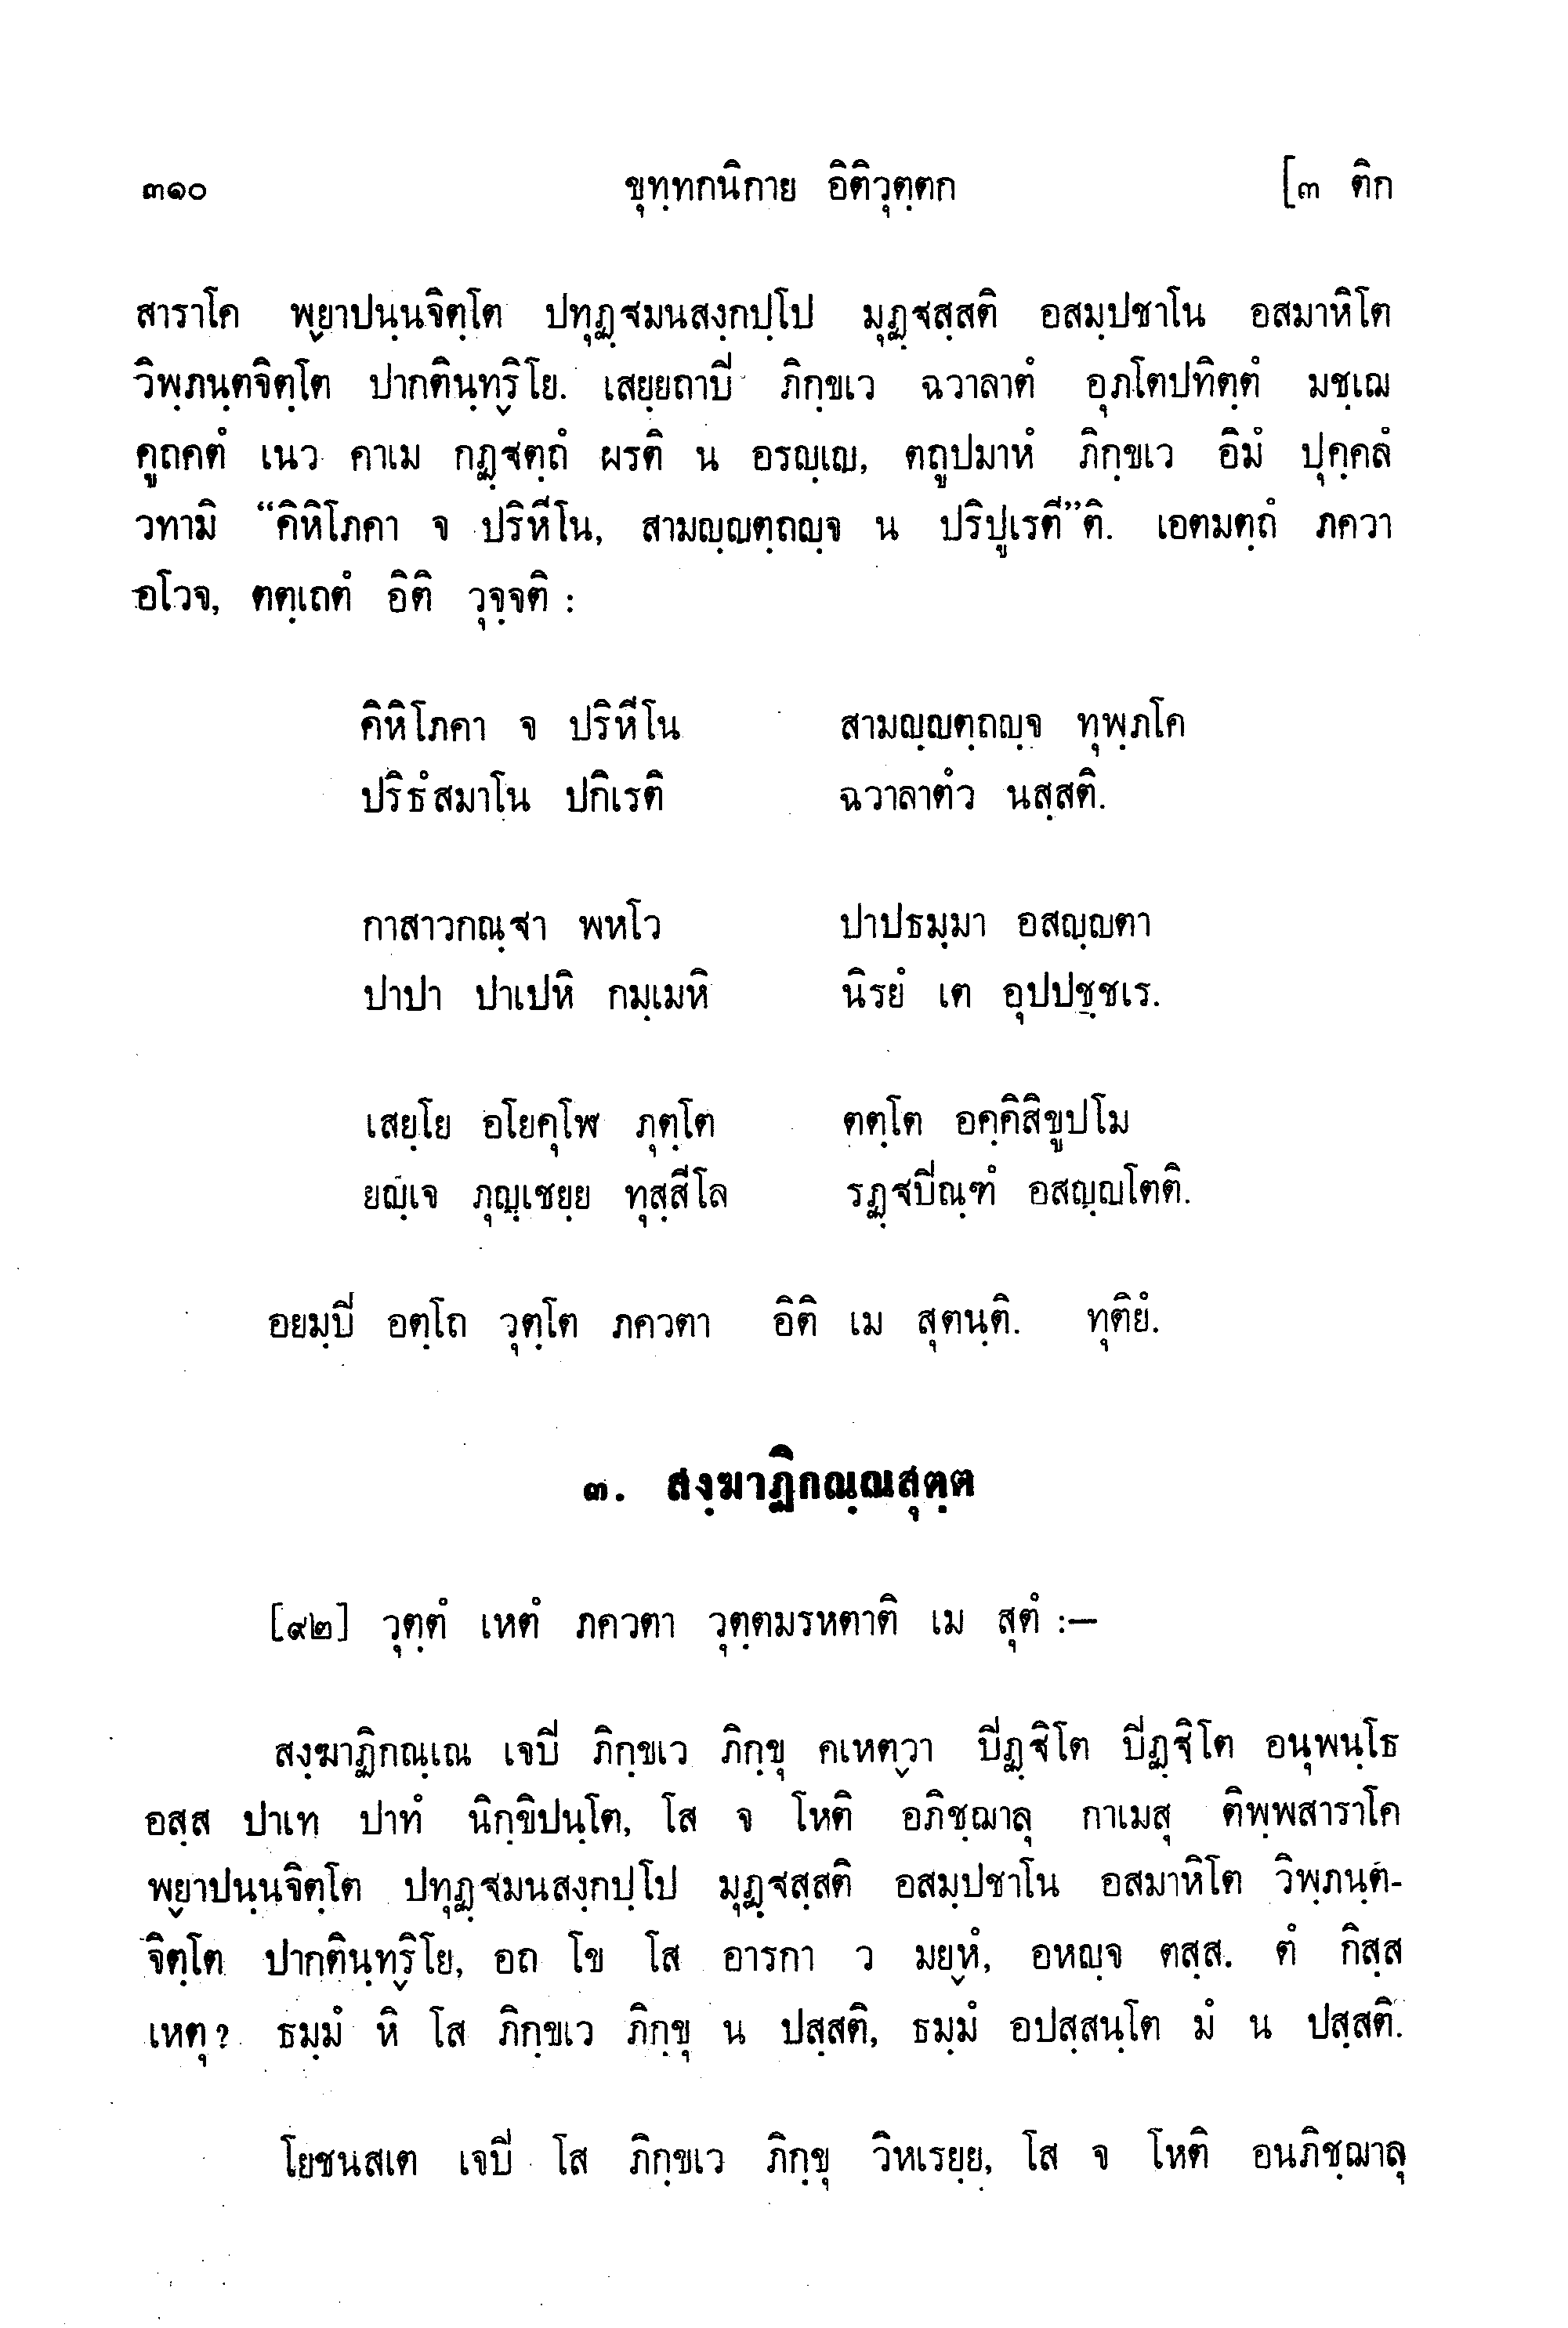 ๓๑๐ ขุทฺทกนิกาย อิติวุตฺตก [๓ ติก
สาราโค พฺยาปนฺนจิตฺโต ปทุฏฺฐมนสงฺกปฺโป มุฏฺฐสฺสติ อสมฺปชาโน อสมาหิโต
วิพฺภนฺตจิตฺโต ปากตินฺทฺริโย. เสยฺยถาปิ ภิกฺขเว ฉวาลาตํ อุภโตปทิตฺตํ มชฺเฌ
คูถคตํ เนว คาเม กฏฺฐตฺถํ ผรติ น อรญฺเญ, ตถูปมาหํ ภิกฺขเว อิมํ ปุคฺคลํ
วทามิ “คิหิโภคา จ ปริหีโน, สามญฺญตฺถญฺจ น ปริปูเรตี”ติ. เอตมตฺถํ ภควา
อโวจ, ตตฺเถตํ อิติ วุจฺจติ :
คิหิโภคา จ ปริหีโน สามญฺญตฺถญฺจ ทุพฺภโค
ปริธํสมาโน ปกิเรติ ฉวาลาตํว นสฺสติ.
กาสาวกณฺฐา พหโว ปาปธมฺมา อสญฺญตา
ปาปา ปาเปหิ กมฺเมหิ นิรยํ เต อุปปชฺชเร.
เสยฺโย อโยคุโฬ ภุตฺโต ตตฺโต อคฺคิสิขูปโม
ยญฺเจ ภุญฺเชยฺย ทุสฺสีโล รฏฺฐปิณฺฑํ อสญฺญโตติ.
อยมฺปิ อตฺโถ วุตฺโต ภควตา อิติ เม สุตนฺติ. ทุติยํ.
๓. สงฺฆาฏิกณฺณสุตฺต
[๙๒] วุตฺตํ เหตํ ภควตา วุตฺตมรหตาติ เม สุตํ :—
สงฺฆาฏิกณฺเณ เจปิ ภิกฺขเว ภิกฺขุ คเหตฺวา ปิฏฺฐิโต ปิฏฺฐิโต อนุพนฺโธ
อสฺส ปาเท ปาทํ นิกฺขิปนฺโต, โส จ โหติ อภิชฺฌาลุ กาเมสุ ติพฺพสาราโค
พฺยาปนฺนจิตฺโต ปทุฏฺฐมนสงฺกปฺโป มุฏฺฐสฺสติ อสมฺปชาโน อสมาหิโต วิพฺภนฺต-
จิตฺโต ปากตินฺทฺริโย, อถ โข โส อารกา ว มยฺหํ, อหญฺจ ตสฺส. ตํ กิสฺส
เหตุ? ธมฺมํ หิ โส ภิกฺขเว ภิกฺขุ น ปสฺสติ, ธมฺมํ อปสฺสนฺโต มํ น ปสฺสติ.
โยชนสเต เจปิ โส ภิกฺขเว ภิกฺขุ วิหเรยฺย, โส จ โหติ อนภิชฺฌาลุ